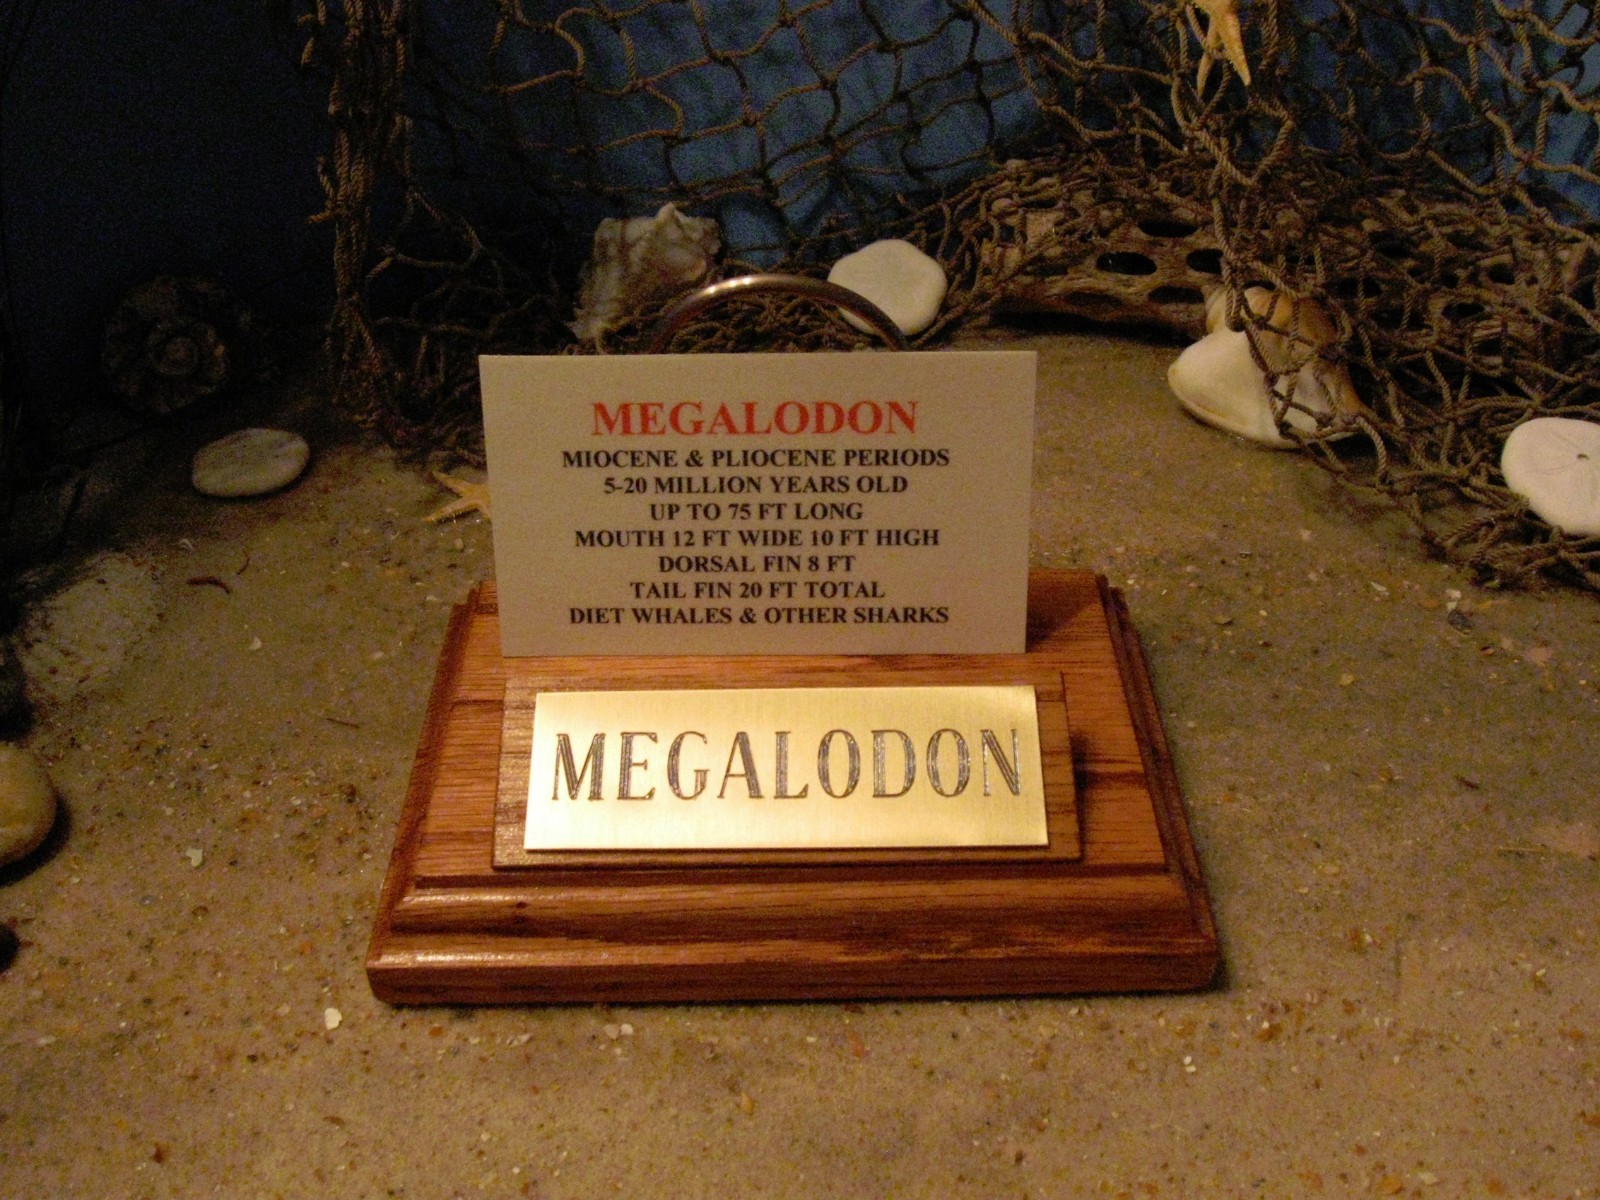 MEGALODON
MIOCENE & PLIOCENE PERIODS
5-20 MILLION YEARS OLD
UP TO 75 FT LONG
MOUTH 12 FT WIDE 10 FT HIGH
DORSAL FIN 8 FT
TAIL FIN 20 FT TOTAL
DIET WHALES & OTHER SHARKS
MEGALODON